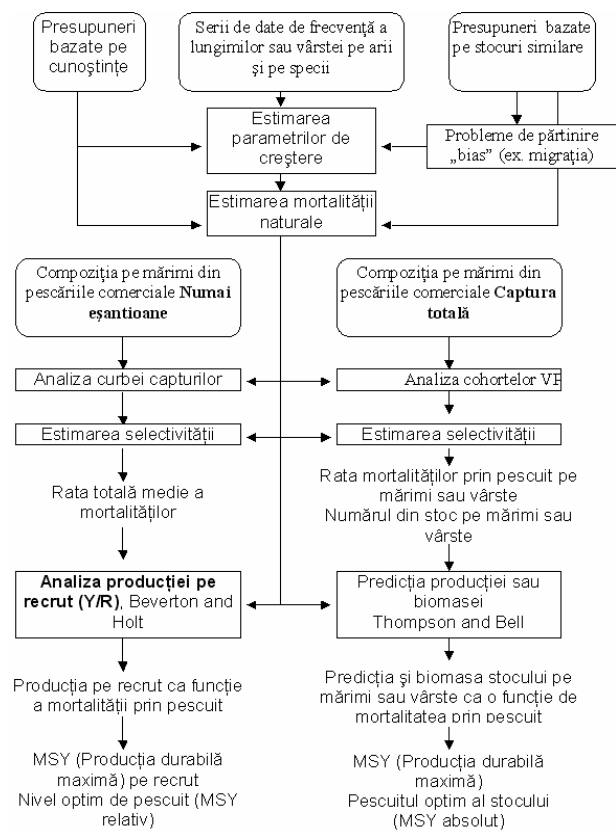 Presupuneri
bazate pe
cunoştinţe
Serii de date de frecvență a
lungimilor sau vârstei pe arii
şi pe specii
Presupuneri bazate
pe stocuri similare
Estimarea
parametrilor de
creştere
Probleme de părtinire
„bias” (ex. migraţia)
Estimarea mortalităţii
naturale
Compoziţia pe mărimi din
pescăriile comerciale Numai
eşantioane
Compoziţia pe mărimi din
pescăriile comerciale Captura
totală
Analiza curbei capturilor
Analiza cohortelor VP
Estimarea selectivităţii
Estimarea selectivităţii
Rata totală medie a
mortalităţilor
Rata mortalităţilor prin pescuit pe
mărimi sau vârste
Numărul din stoc pe mărimi sau
vârste
Analiza producţiei pe
recrut (Y/R), Beverton and
Holt
Predicţia producţiei sau
biomasei
Thompson and Bell
Producţia pe recrut ca funcţie
a mortalităţii prin pescuit
Predicţia şi biomasa stocului pe
mărimi sau vârste ca o funcţie de
mortalitatea prin pescuit
MSY (Producţia durabilă
maximă) pe recrut
Nivel optim de pescuit (MSY
relativ)
MSY (Producţia durabilă
maximă)
Pescuitul optim al stocului
(MSY absolut)